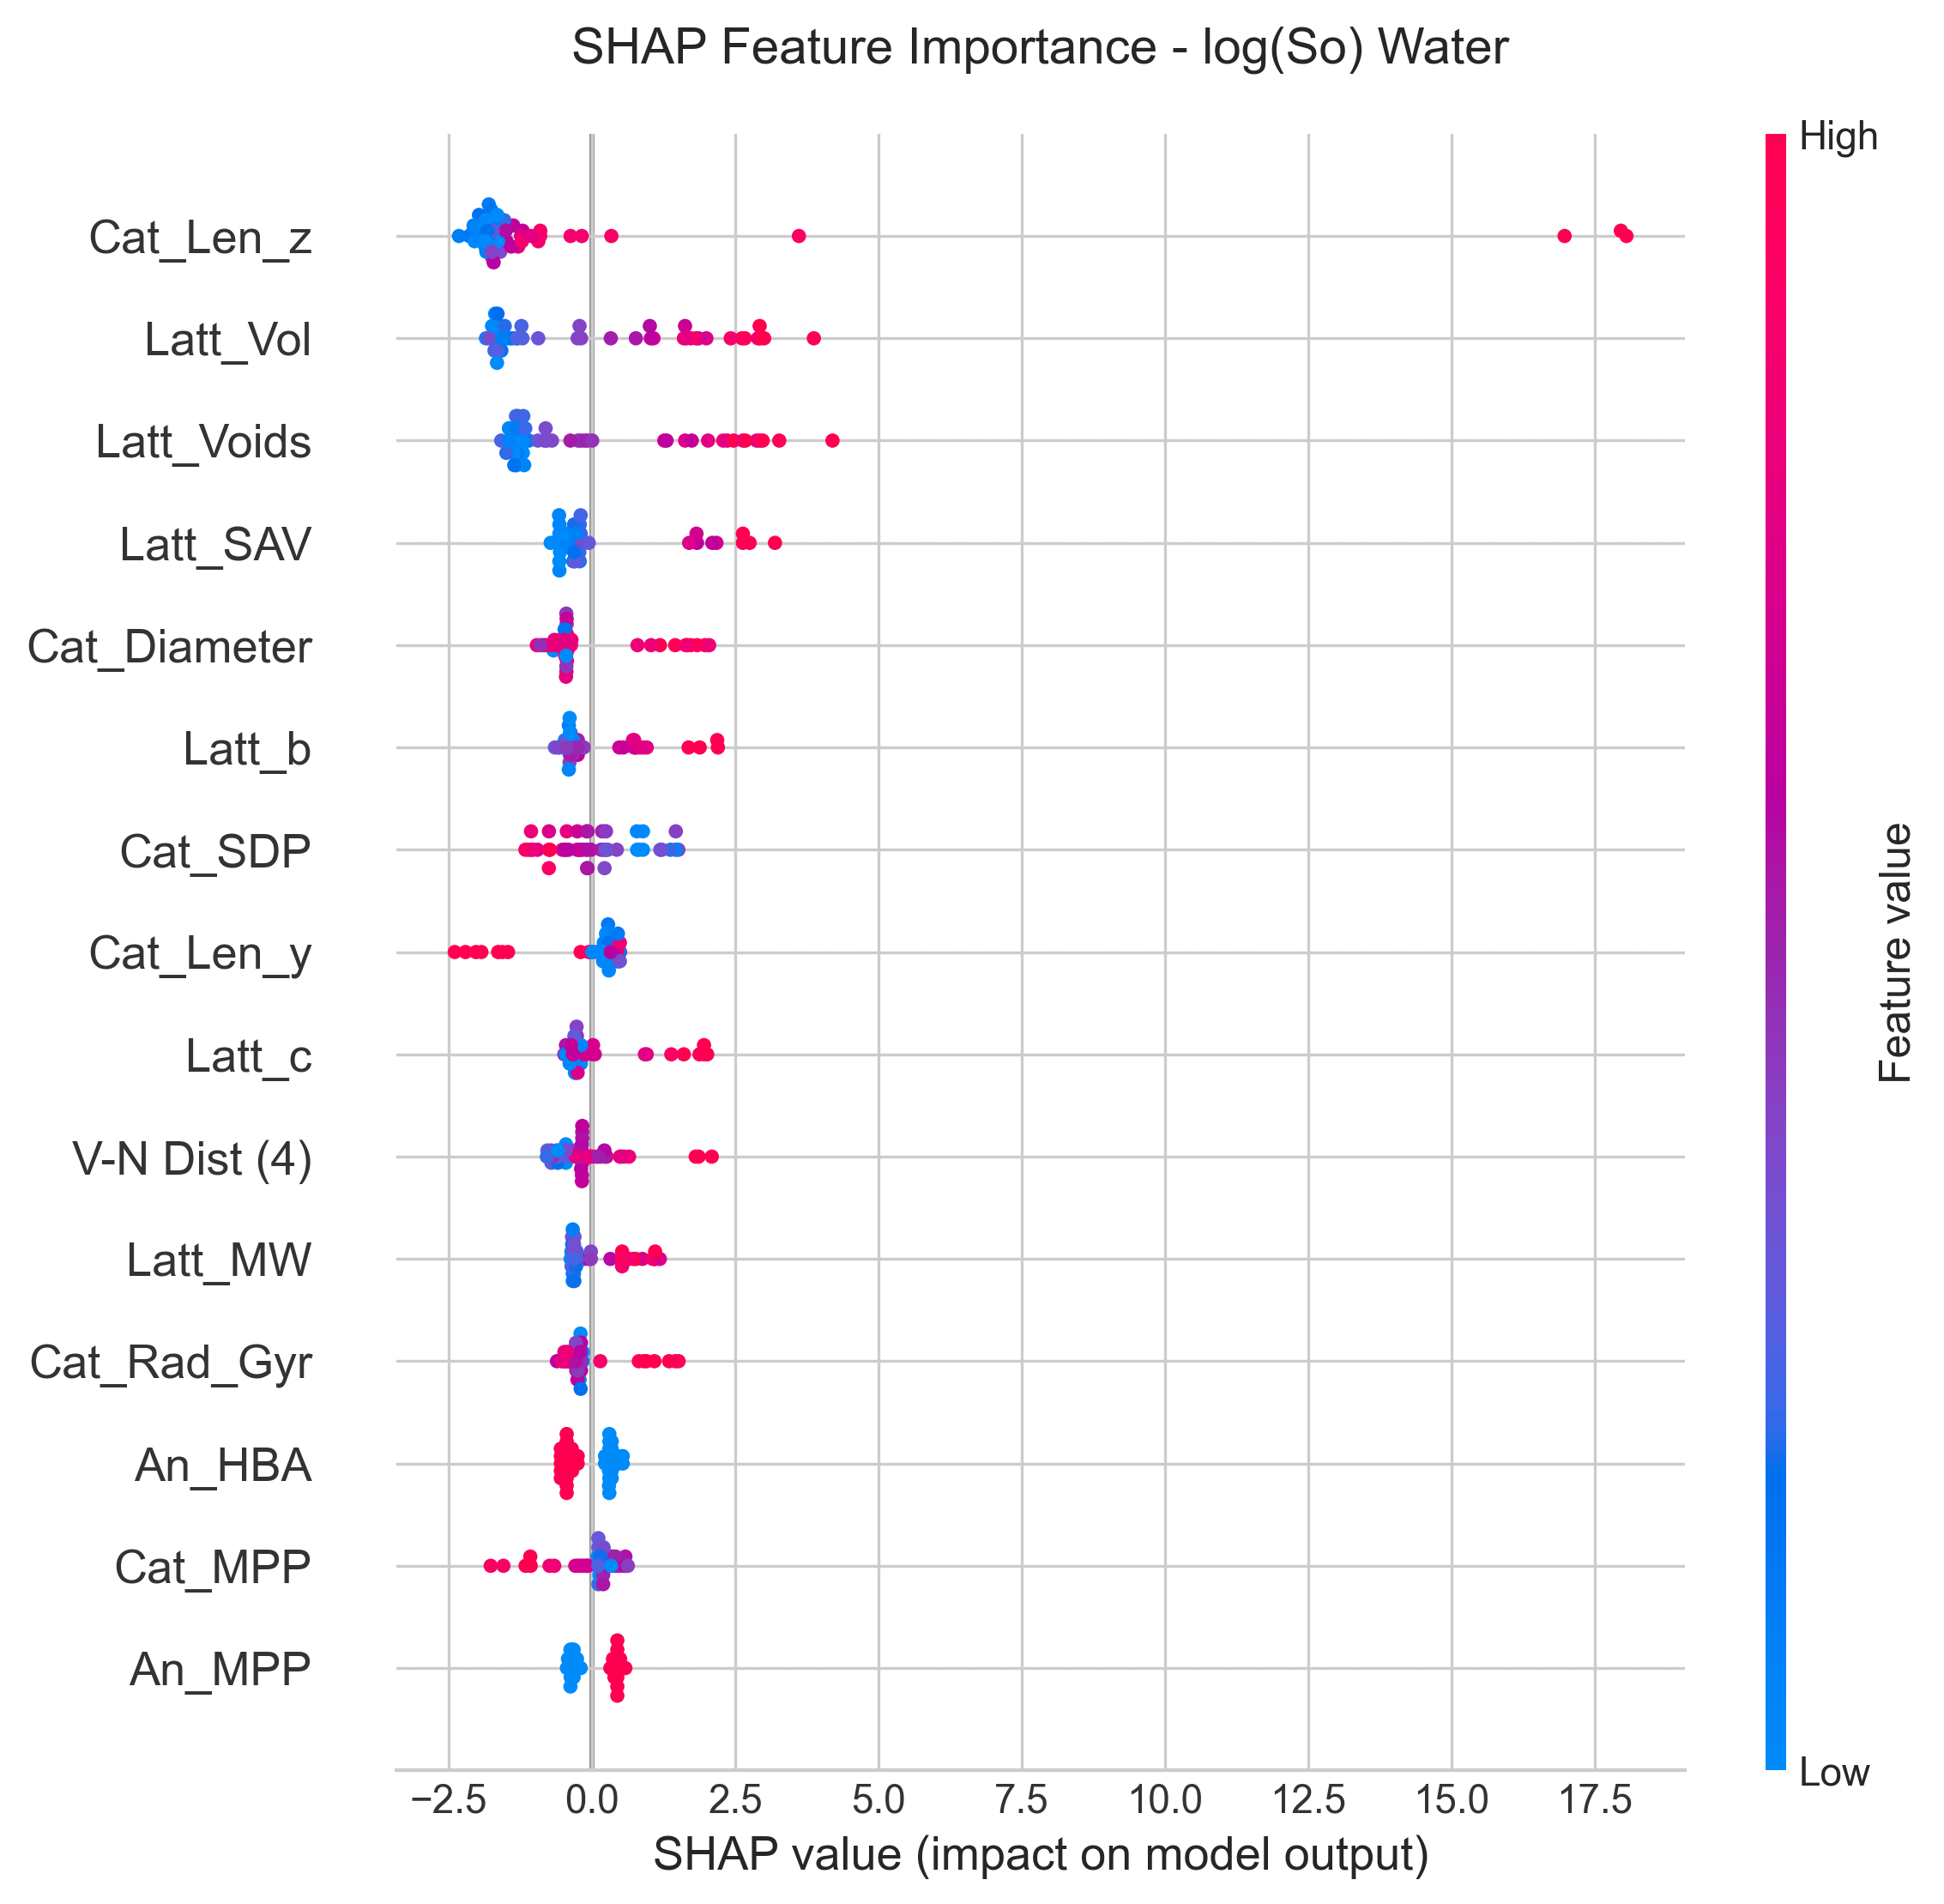 SHAP Feature Importance - log(So) Water
High
Cat_Len_z
Latt_Vol
Latt_Voids
Latt_SAV
Cat_Diameter
Latt_b
Cat_SDP
Cat_Len_y
Latt_c
V-N Dist (4)
Latt_MW
Cat_Rad_Gyr
An_HBA
Cat_MPP
An_MPP
Feature value
Low
−2.5 0.0 2.5 5.0 7.5 10.0 12.5 15.0 17.5
SHAP value (impact on model output)